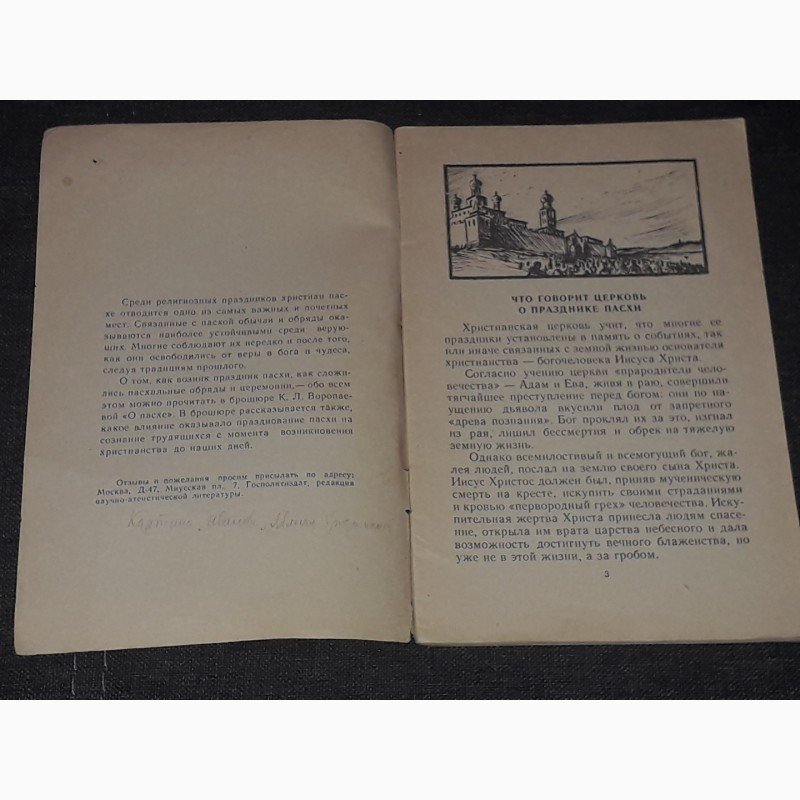 Среди религиозных праздников христиан пас-
хе отводится одно из самых важных и почетных
мест. Связанные с пасхой обычаи и обряды ока-
зываются наиболее устойчивыми среди верую-
щих. Многие соблюдают их нередко и после того,
как они освободились от веры в бога и чудеса,
следуя традициям прошлого.
О том, как возник праздник пасхи, как сложи-
лись пасхальные обряды и церемонии,— обо всем
этом можно прочитать в брошюре К. Л. Воропае-
вой «О пасхе». В брошюре рассказывается также,
какое влияние оказывало празднование пасхи на
сознание трудящихся с момента возникновения
христианства до наших дней.
Отзывы и пожелания просим присылать по адресу:
Москва, Д-47, Миусская пл., 7, Госполитиздат, редакция
научно-атеистической литературы.
ЧТО ГОВОРИТ ЦЕРКОВЬ
О ПРАЗДНИКЕ ПАСХИ
Христианская церковь учит, что многие ее
праздники установлены в память о событиях, так
или иначе связанных с земной жизнью основателя
христианства — богочеловека Иисуса Христа.
Согласно учению церкви «прародители чело-
вечества» — Адам и Ева, живя в раю, совершили
тягчайшее преступление перед богом: они по на-
ущению дьявола вкусили плод от запретного
«древа познания». Бог проклял их за это, изгнал
из рая, лишил бессмертия и обрек на тяжелую
земную жизнь.
Однако всемилостивый и всемогущий бог, жа-
лея людей, послал на землю своего сына Христа.
Иисус Христос должен был, приняв мученическую
смерть на кресте, искупить своими страданиями
и кровью «первородный грех» человечества. Иску-
пительная жертва Христа принесла людям спасе-
ние, открыла им врата царства небесного и дала
возможность достигнуть вечного блаженства, но
уже не в этой жизни, а за гробом.
3